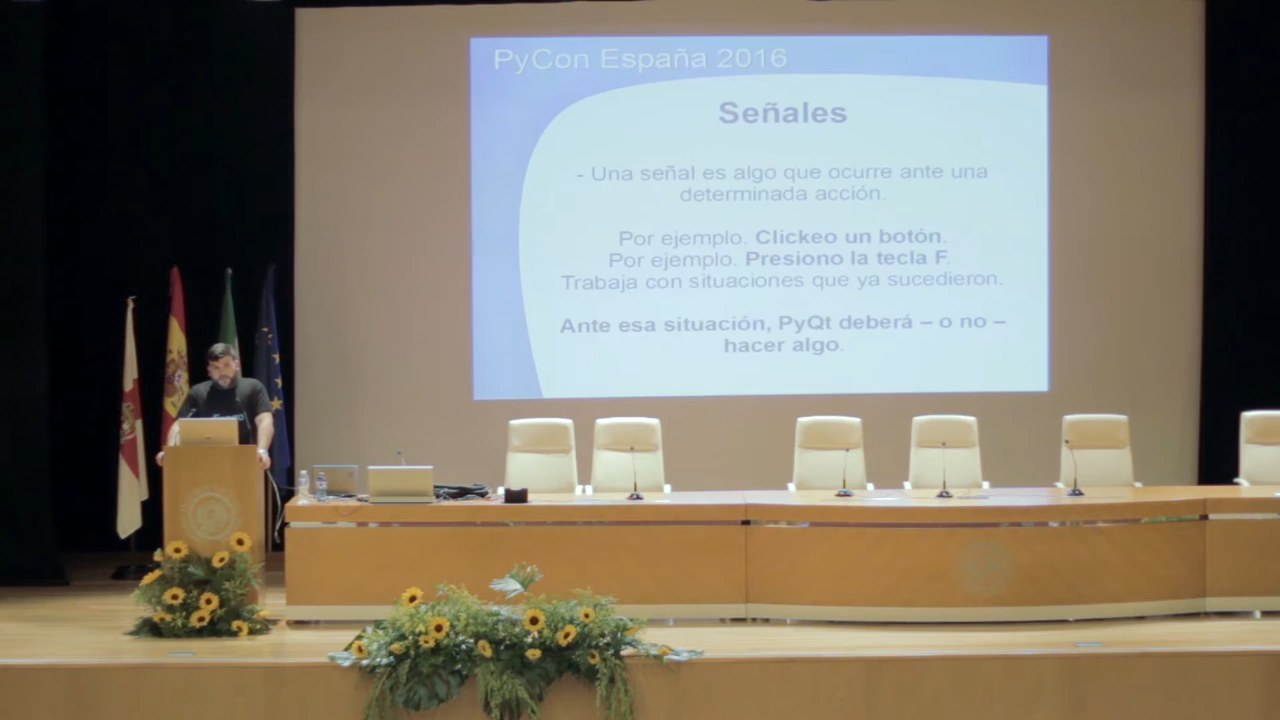 PyCon España 2016
Señales
- Una señal es algo que ocurre ante una
determinada acción.
Por ejemplo. Clickeo un botón.
Por ejemplo. Presiono la tecla F.
Trabaja con situaciones que ya sucedieron.
Ante esa situación, PyQt deberá – o no –
hacer algo.